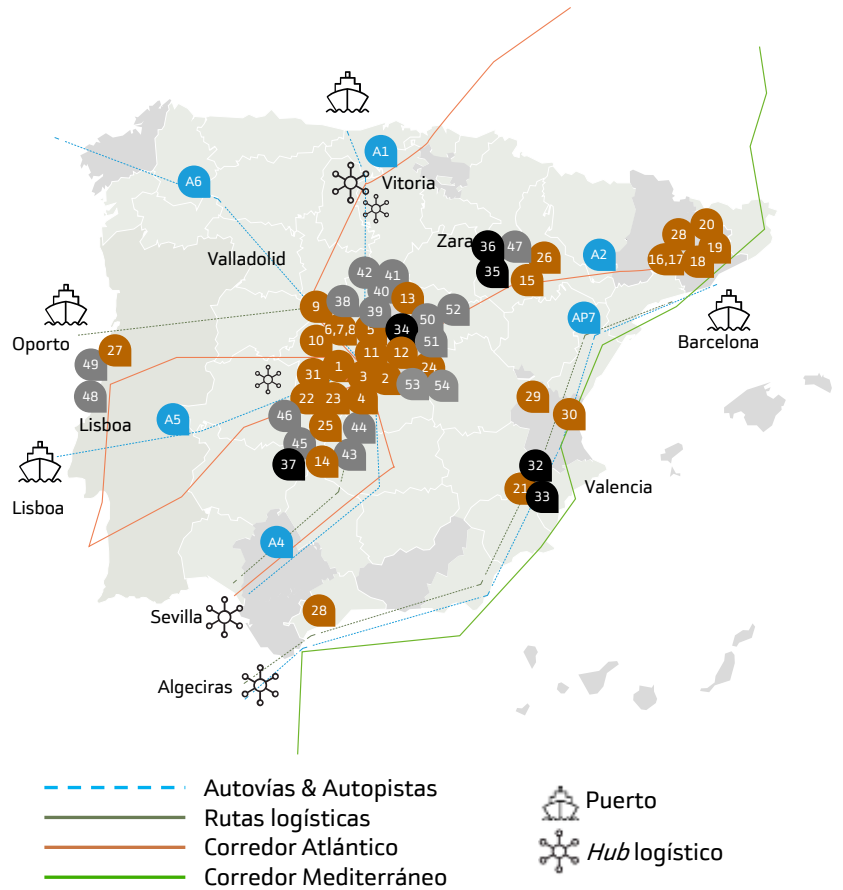 A1
A6
Vitoria
Valladolid
Zara
36
47
26
35
15
A2
28
20
16,17
19
18
42
41
40
13
9
38
39
52
50
6,7,8
5
34
51
10
11
12
AP7
Barcelona
Oporto
27
49
48
Lisboa
31
1
3
2
24
53
54
22
23
4
29
30
A5
46
25
44
45
37
14
43
Lisboa
32
21
33
Valencia
A4
Sevilla
28
Algeciras
Autovías & Autopistas
Rutas logísticas
Corredor Atlántico
Corredor Mediterráneo
Puerto
Hub logístico